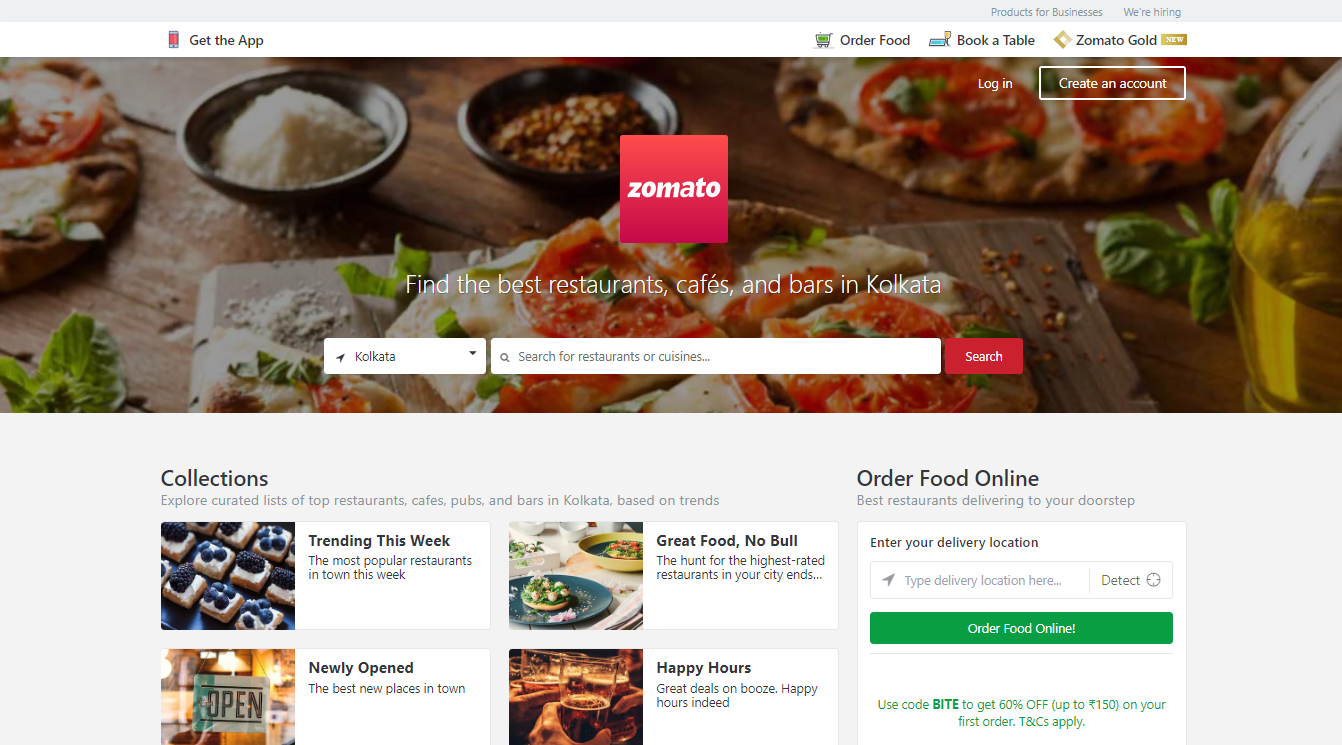 Products for Businesses We're hiring
Get the App Order Food Book a Table Zomato Gold NEW
Log in Create an account
zomato
Find the best restaurants, cafés, and bars in Kolkata
Kolkata Search for restaurants or cuisines... Search
Collections
Explore curated lists of top restaurants, cafes, pubs, and bars in Kolkata, based on trends
Trending This Week
The most popular restaurants
in town this week
Great Food, No Bull
The hunt for the highest-rated
restaurants in your city ends...
Newly Opened
The best new places in town
OPEN
Happy Hours
Great deals on booze. Happy
hours indeed
Order Food Online
Best restaurants delivering to your doorstep
Enter your delivery location
Type delivery location here... Detect
Order Food Online!
Use code BITE to get 60% OFF (up to ₹150) on your
first order. T&Cs apply.